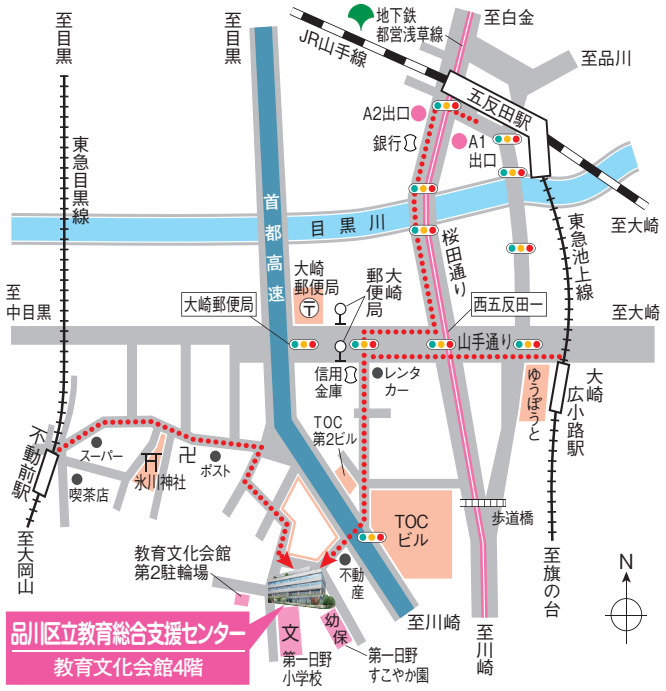 至目黒
至目黒
地下鉄
都営浅草線
JR山手線
至白金
至品川
五反田駅
A2出口
銀行
A1
出口
東急目黒線
首都高速
目黒川
桜田通り
東急池上線
至大崎
至
中目黒
大崎
郵便局
大崎
郵便局
大崎郵便局
西五反田一
至大崎
山手通り
信用
金庫
レンタ
カー
ゆうぽうと
大崎
広小路駅
不動前駅
スーパー
氷川神社
卍
ポスト
喫茶店
TOC
第2ビル
TOC
ビル
歩道橋
至大岡山
教育文化会館
第2駐輪場
不動産
至旗の台
N
品川区立教育総合支援センター
教育文化会館4階
文
幼保
第一日野
小学校
第一日野
すこやか園
至川崎
至川崎